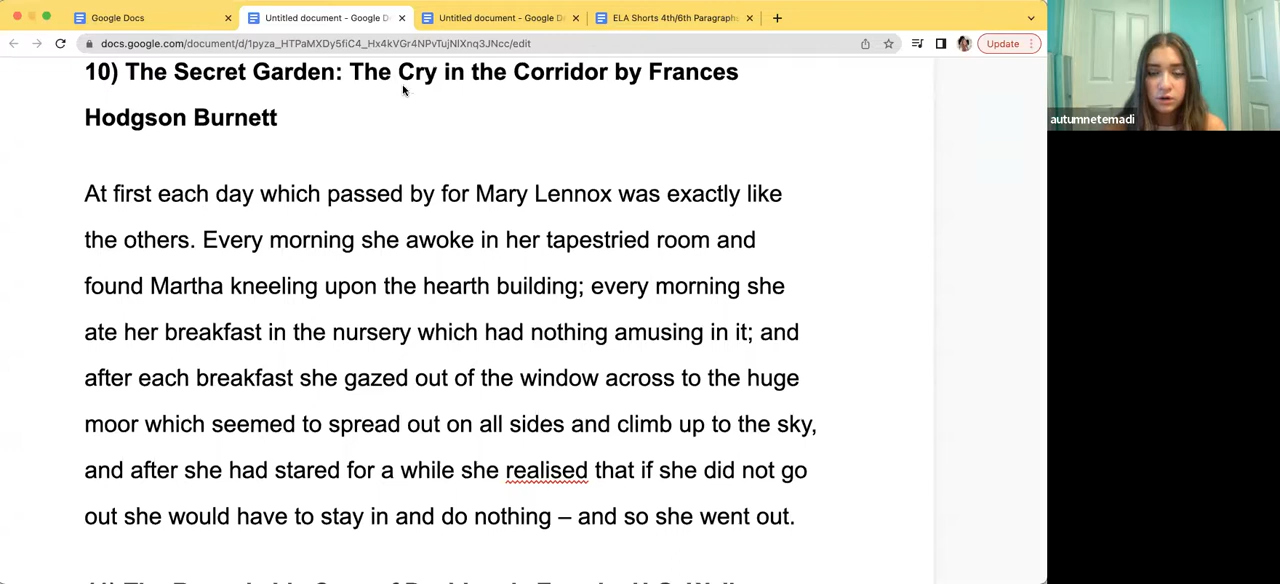 Google Docs
Untitled document - Google D
Untitled document - Google D
ELA Shorts 4th/6th Paragraphs
docs.google.com/document/d/1pyza_HTPaMXDy5fiC4_Hx4kVGr4NPvTujNIXnq3JNcc/edit
Update
autumnetemadi
10) The Secret Garden: The Cry in the Corridor by Frances
Hodgson Burnett
At first each day which passed by for Mary Lennox was exactly like
the others. Every morning she awoke in her tapestried room and
found Martha kneeling upon the hearth building; every morning she
ate her breakfast in the nursery which had nothing amusing in it; and
after each breakfast she gazed out of the window across to the huge
moor which seemed to spread out on all sides and climb up to the sky,
and after she had stared for a while she realised that if she did not go
out she would have to stay in and do nothing – and so she went out.